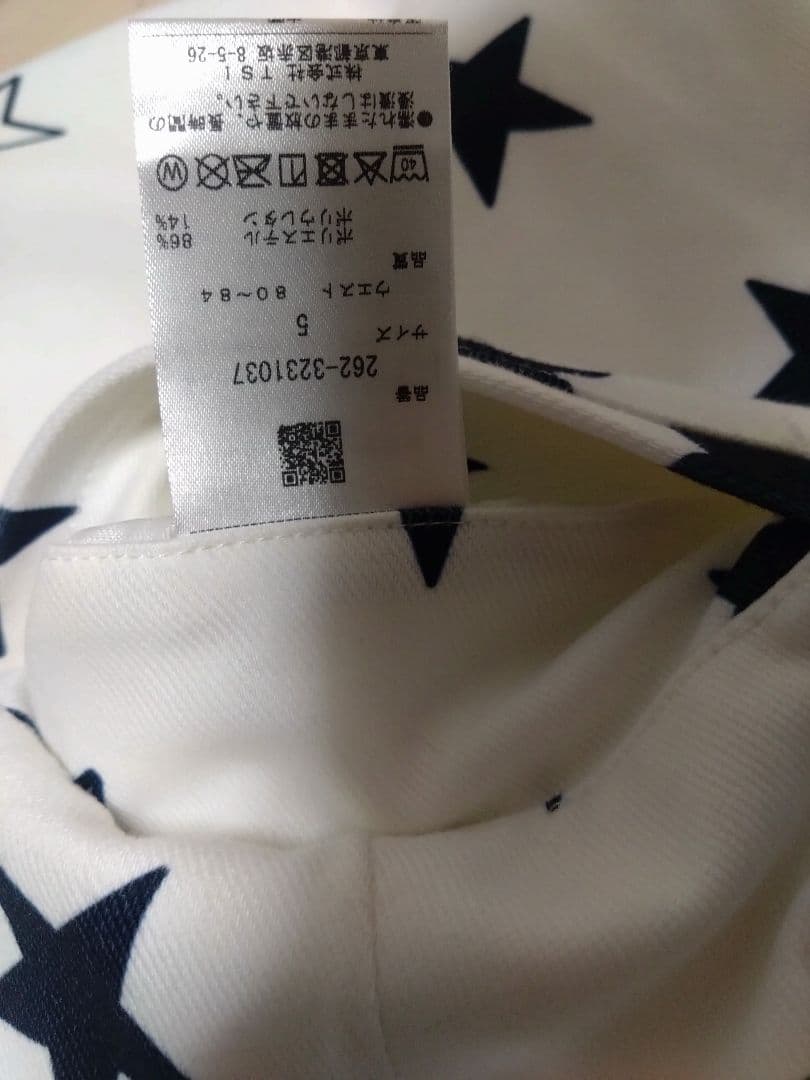 品番
262-3231037
サイズ 5
ウエスト 80～84
品質
ポリエステル 86%
ポリウレタン 14%
40
W
●濡れたままの放置や、長時間の
浸漬はしないで下さい。
株式会社 TSI
東京都港区赤坂 8-5-26